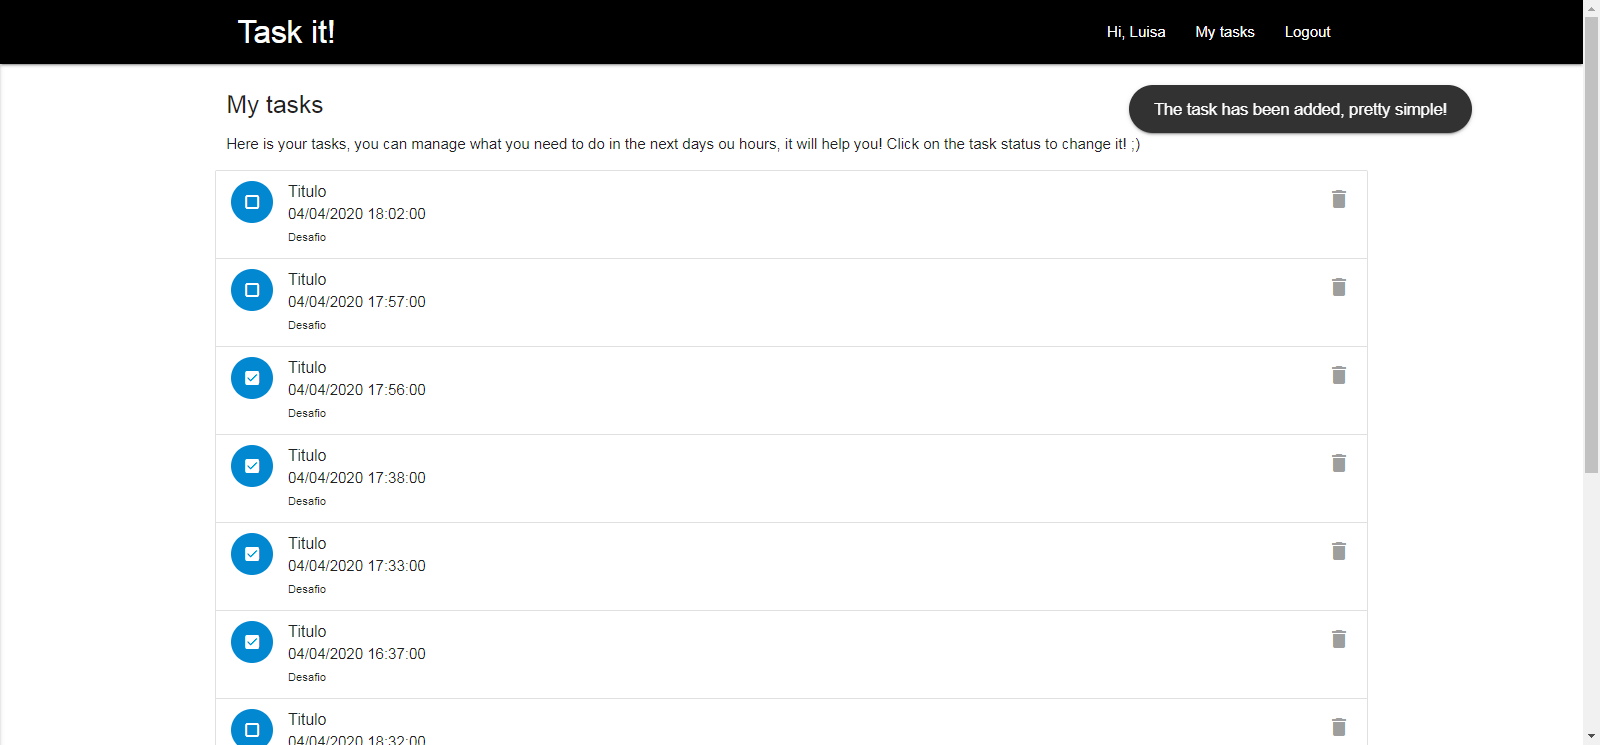 Task it!
Hi, Luisa
My tasks
Logout
The task has been added, pretty simple!
My tasks
Here is your tasks, you can manage what you need to do in the next days ou hours, it will help you! Click on the task status to change it! ;)
Titulo
04/04/2020 18:02:00
Desafio
Titulo
04/04/2020 17:57:00
Desafio
Titulo
04/04/2020 17:56:00
Desafio
Titulo
04/04/2020 17:38:00
Desafio
Titulo
04/04/2020 17:33:00
Desafio
Titulo
04/04/2020 16:37:00
Desafio
Titulo
04/04/2020 18:32:00